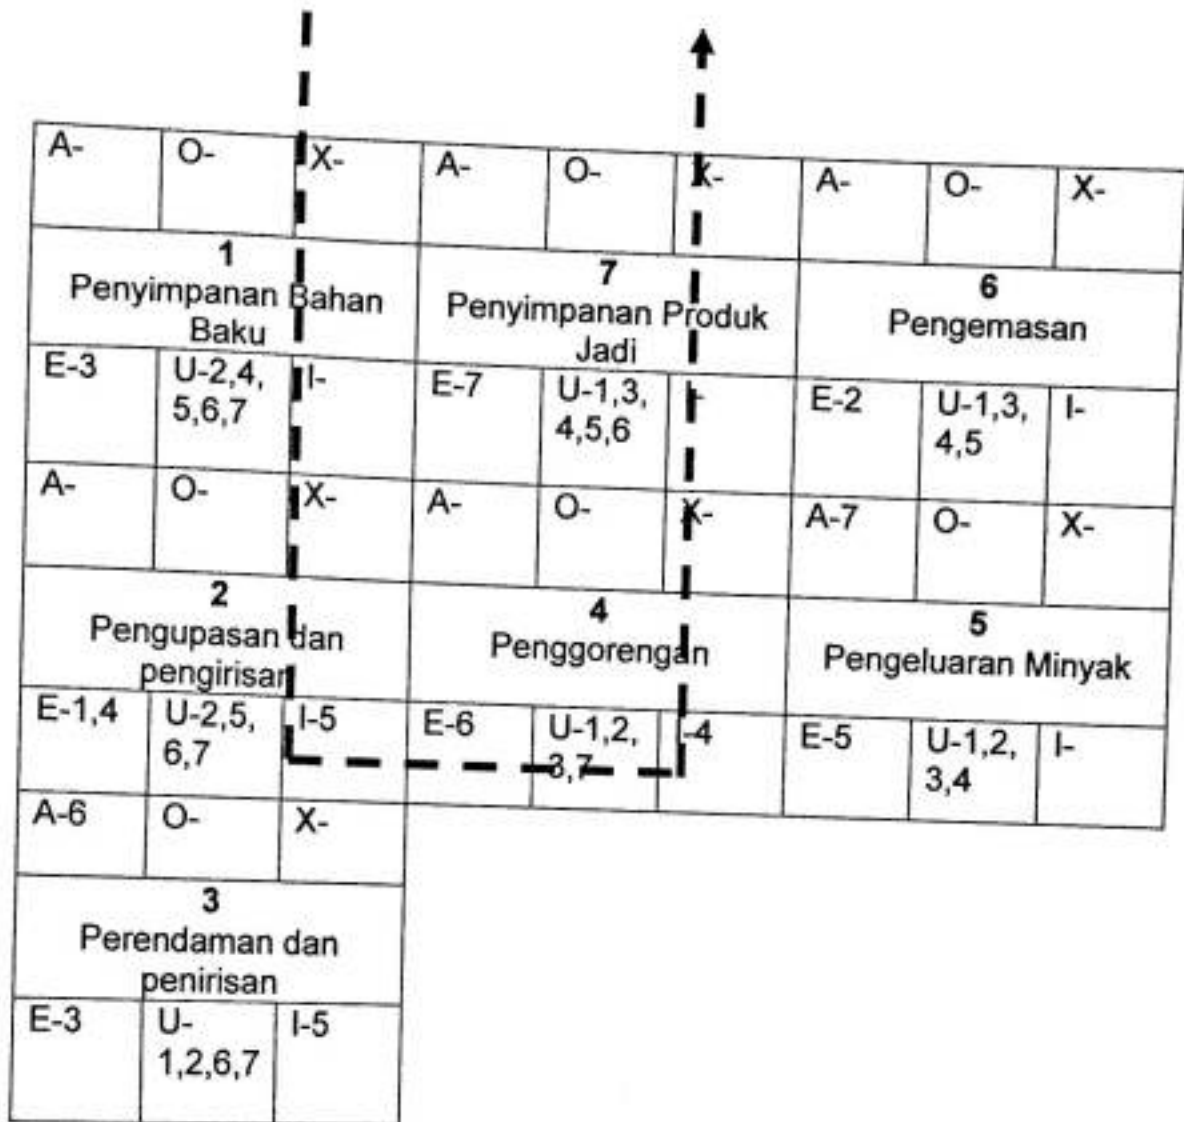 A- O- X- A- O- X- A- O- X-
1 7 6
Penyimpanan Bahan Penyimpanan Produk Pengemasan
Baku Jadi
E-3 U-2,4, I- E-7 U-1,3, I- E-2 U-1,3, I-
5,6,7 4,5,6 4,5
A- O- X- A- O- X- A-7 O- X-
2 4 5
Pengupasan dan Penggorengan Pengeluaran Minyak
pengirisan
E-1,4 U-2,5, I-5 E-6 U-1,2, I-4 E-5 U-1,2, I-
6,7 3,7 3,4
A-6 O- X-
3
Perendaman dan
penirisan
E-3 U- I-5
1,2,6,7